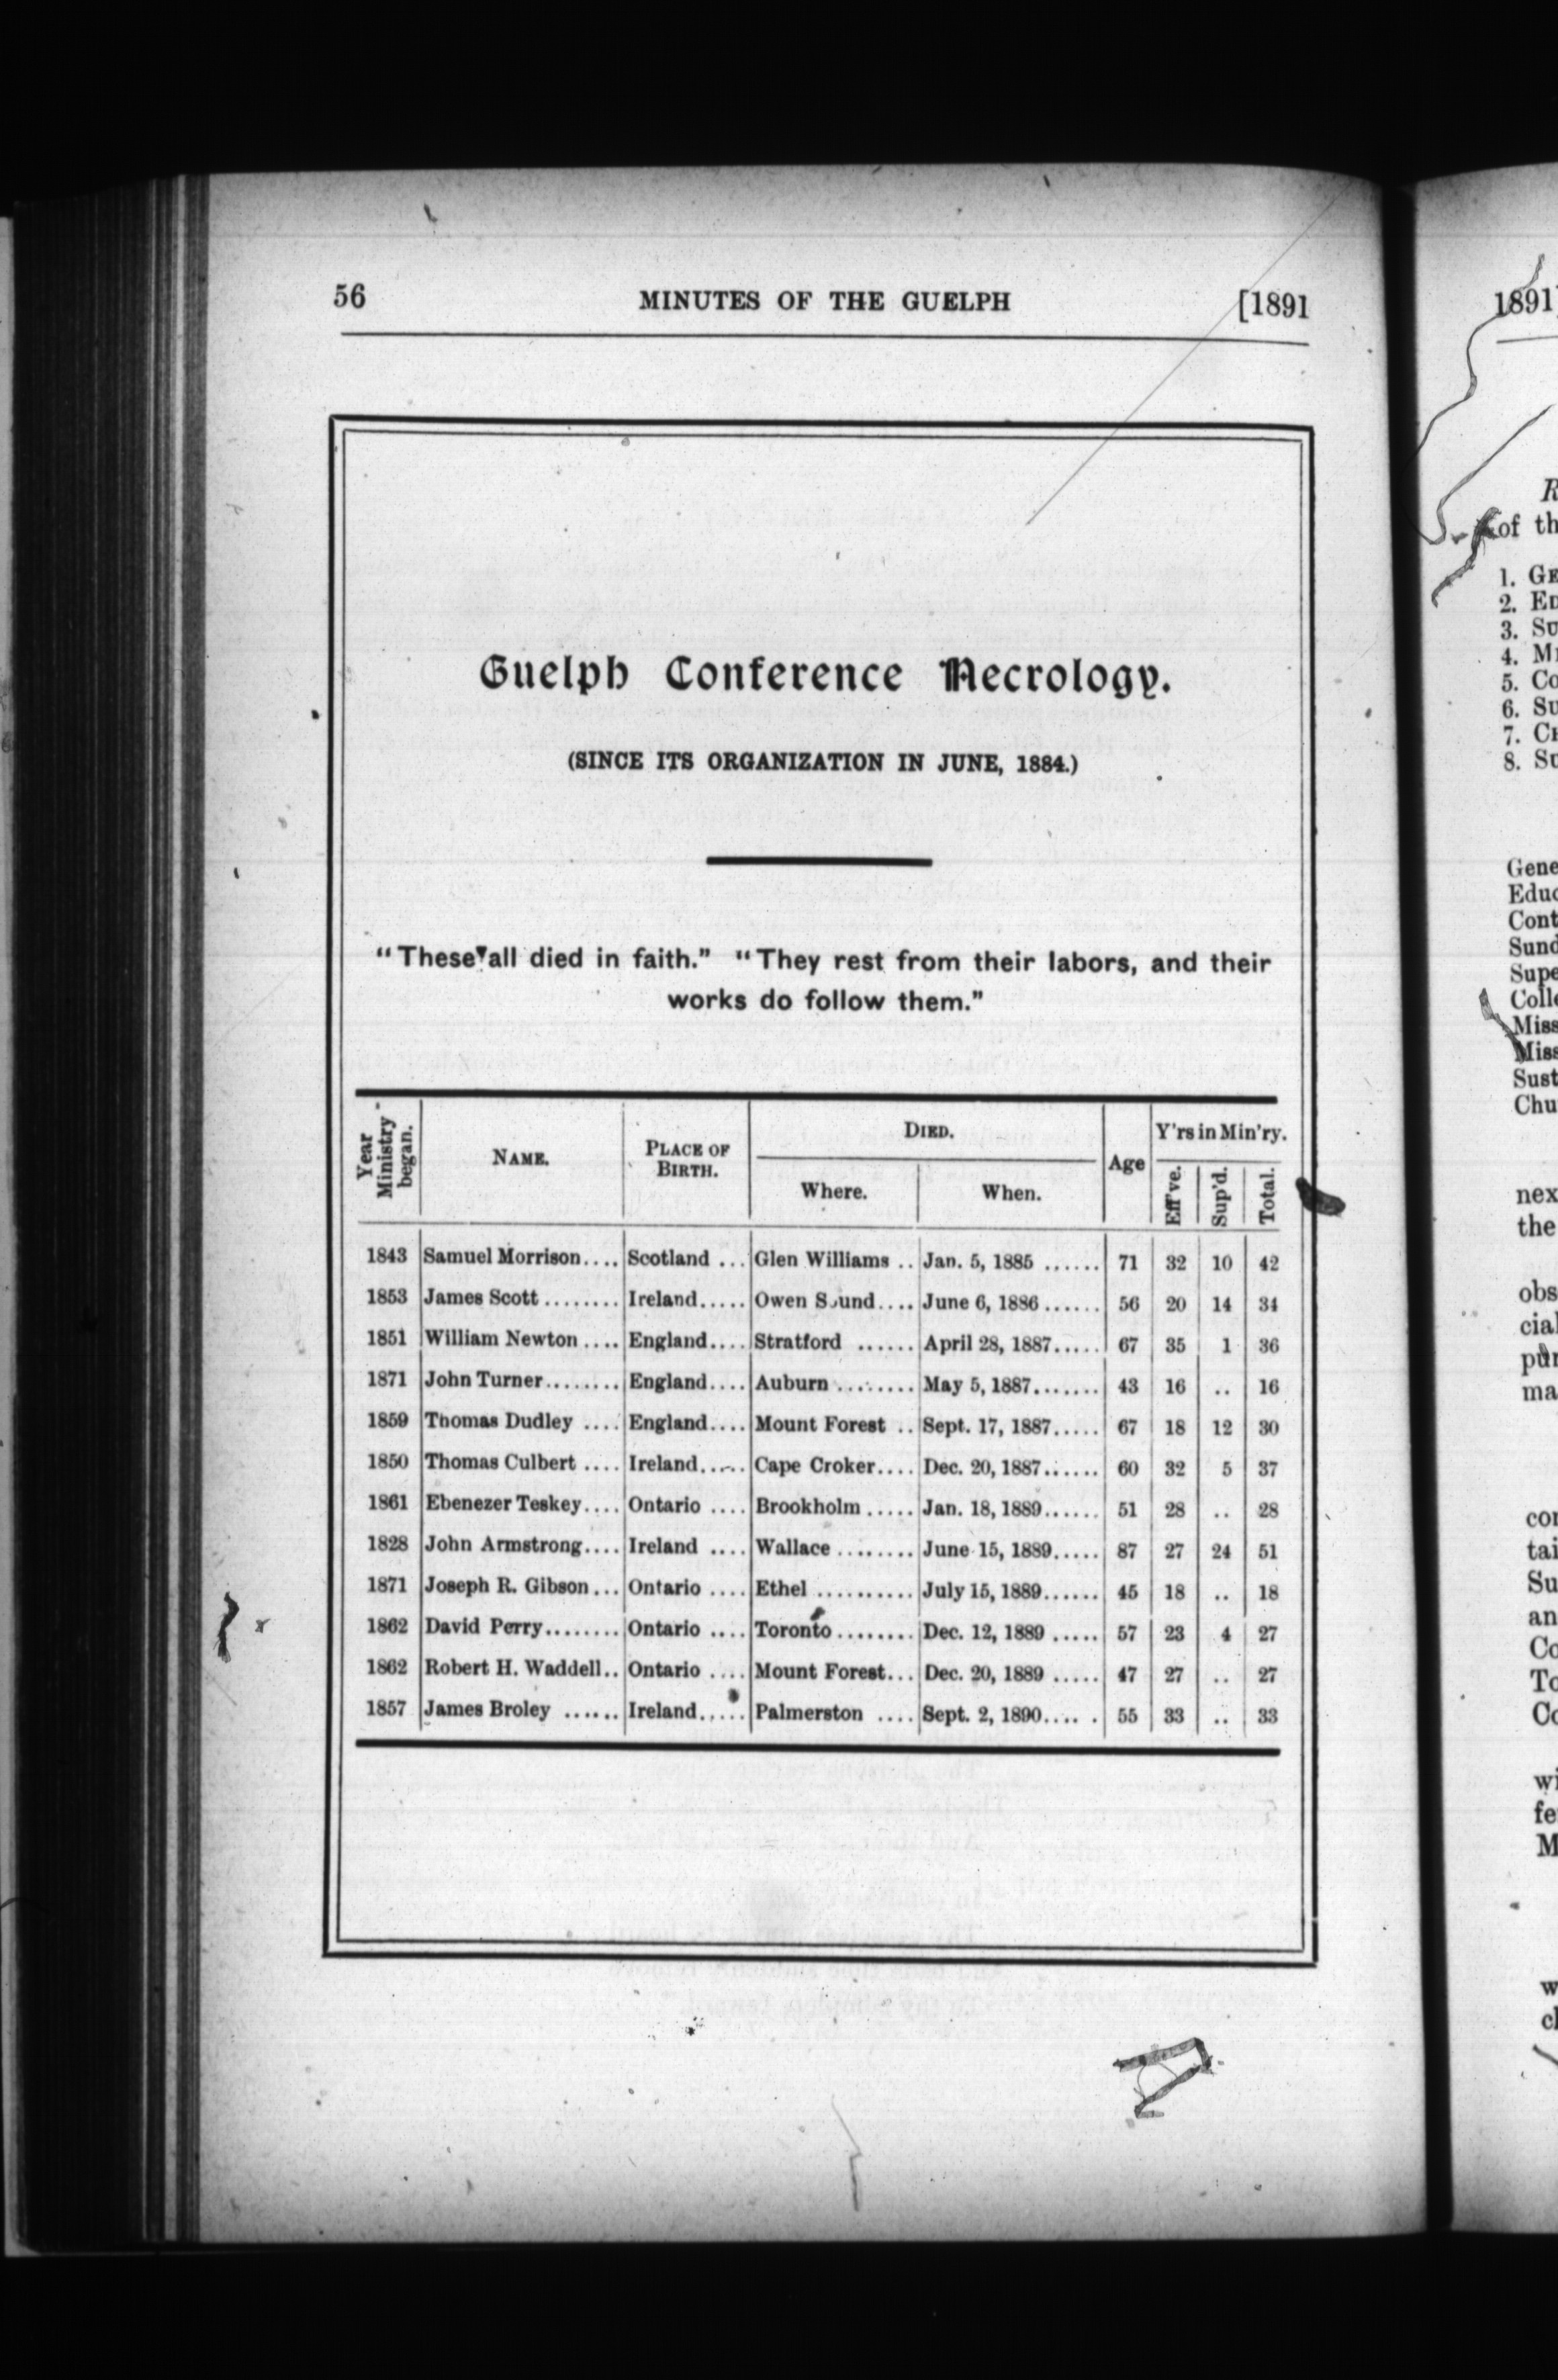 56 MINUTES OF THE GUELPH [1891
Guelph Conference Necrology.
(SINCE ITS ORGANIZATION IN JUNE, 1884.)
“These all died in faith.” “They rest from their labors, and their
works do follow them.”
Year Ministry began. NAME. PLACE OF BIRTH. DIED. Where. When. Age Y'rs in Min'ry. Eff've. Sup'd. Total.
1843 Samuel Morrison.... Scotland ... Glen Williams .. Jan. 5, 1885 ...... 71 32 10 42
1853 James Scott ........ Ireland..... Owen Sound.... June 6, 1886 ...... 56 20 14 34
1851 William Newton .... England.... Stratford ...... April 28, 1887..... 67 35 1 36
1871 John Turner........ England.... Auburn ........ May 5, 1887....... 43 16 .. 16
1859 Thomas Dudley .... England.... Mount Forest .. Sept. 17, 1887..... 67 18 12 30
1850 Thomas Culbert .... Ireland..... Cape Croker.... Dec. 20, 1887...... 60 32 5 37
1861 Ebenezer Teskey.... Ontario .... Brookholm ..... Jan. 18, 1889...... 51 28 .. 28
1828 John Armstrong.... Ireland .... Wallace ........ June 15, 1889..... 87 27 24 51
1871 Joseph R. Gibson... Ontario .... Ethel .......... July 15, 1889...... 45 18 .. 18
1862 David Perry........ Ontario .... Toronto ........ Dec. 12, 1889 ..... 57 23 4 27
1862 Robert H. Waddell.. Ontario .... Mount Forest... Dec. 20, 1889 ..... 47 27 .. 27
1857 James Broley ...... Ireland..... Palmerston .... Sept. 2, 1890.... . 55 33 .. 33
1891]
of
1.
2.
3.
4.
5.
6.
7.
8.
the